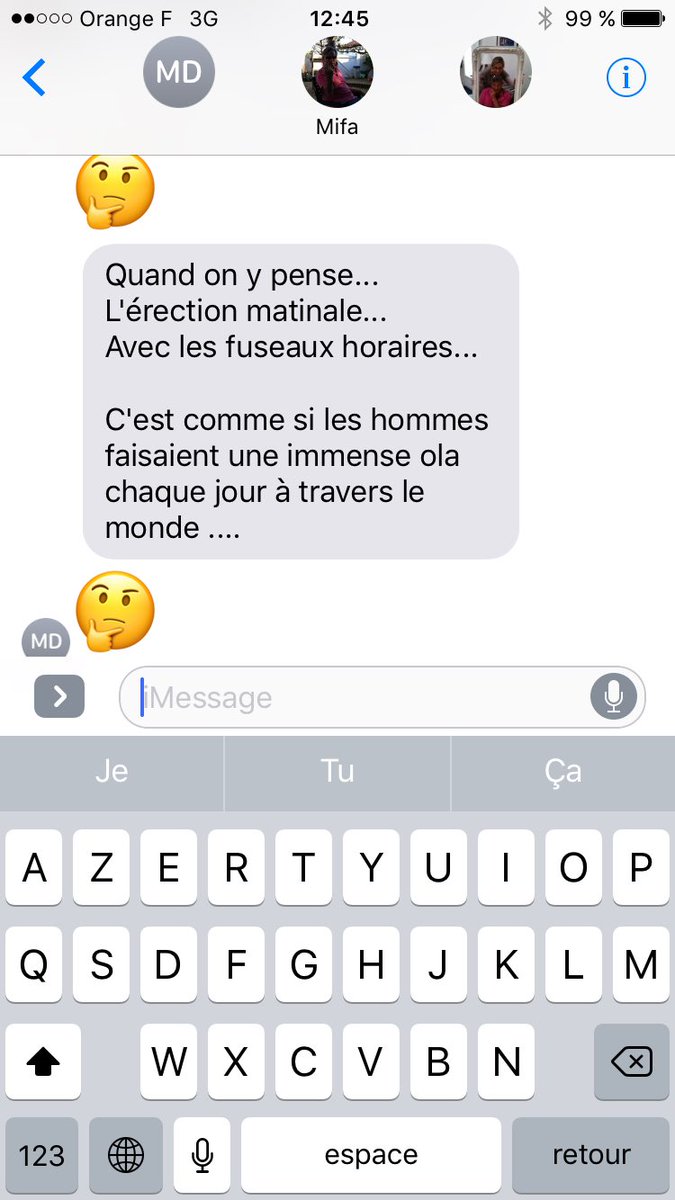 Orange F 3G 12:45 99 %
MD
Mifa
Quand on y pense...
L'érection matinale...
Avec les fuseaux horaires...
C'est comme si les hommes
faisaient une immense ola
chaque jour à travers le
monde ....
MD
iMessage
Je Tu Ça
A Z E R T Y U I O P
Q S D F G H J K L M
W X C V B N
123 espace retour